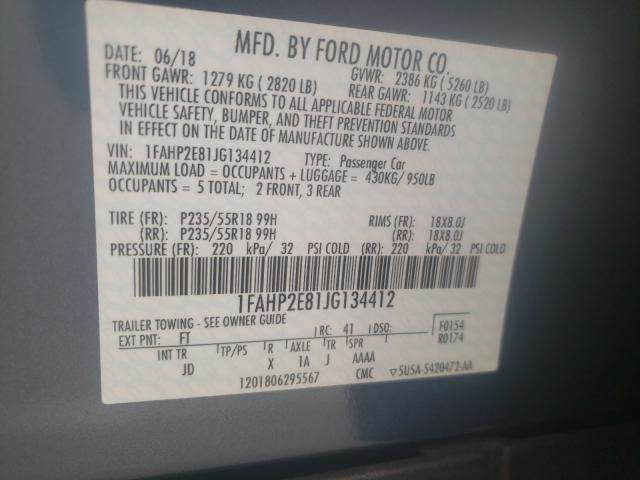 MFD. BY FORD MOTOR CO.
DATE: 06/18 GVWR: 2386 KG ( 5260 LB)
FRONT GAWR: 1279 KG ( 2820 LB) REAR GAWR: 1143 KG ( 2520 LB)
THIS VEHICLE CONFORMS TO ALL APPLICABLE FEDERAL MOTOR
VEHICLE SAFETY, BUMPER, AND THEFT PREVENTION STANDARDS
IN EFFECT ON THE DATE OF MANUFACTURE SHOWN ABOVE.
VIN: 1FAHP2E81JG134412 TYPE: Passenger Car
MAXIMUM LOAD = OCCUPANTS + LUGGAGE = 430KG/ 950LB
OCCUPANTS = 5 TOTAL; 2 FRONT, 3 REAR
TIRE (FR): P235/55R18 99H RIMS (FR): 18X8.0J
(RR): P235/55R18 99H (RR): 18X8.0J
PRESSURE (FR): 220 kPa/ 32 PSI COLD (RR): 220 kPa/ 32 PSI COLD
1FAHP2E81JG134412
TRAILER TOWING - SEE OWNER GUIDE
EXT PNT: FT RC: 41 DSO: F0154
R0174
INT TR TP/PS R AXLE TR SPR
JD X 1A J AAAA
1201806295567 CMC ▽5U5A-5420472-AA